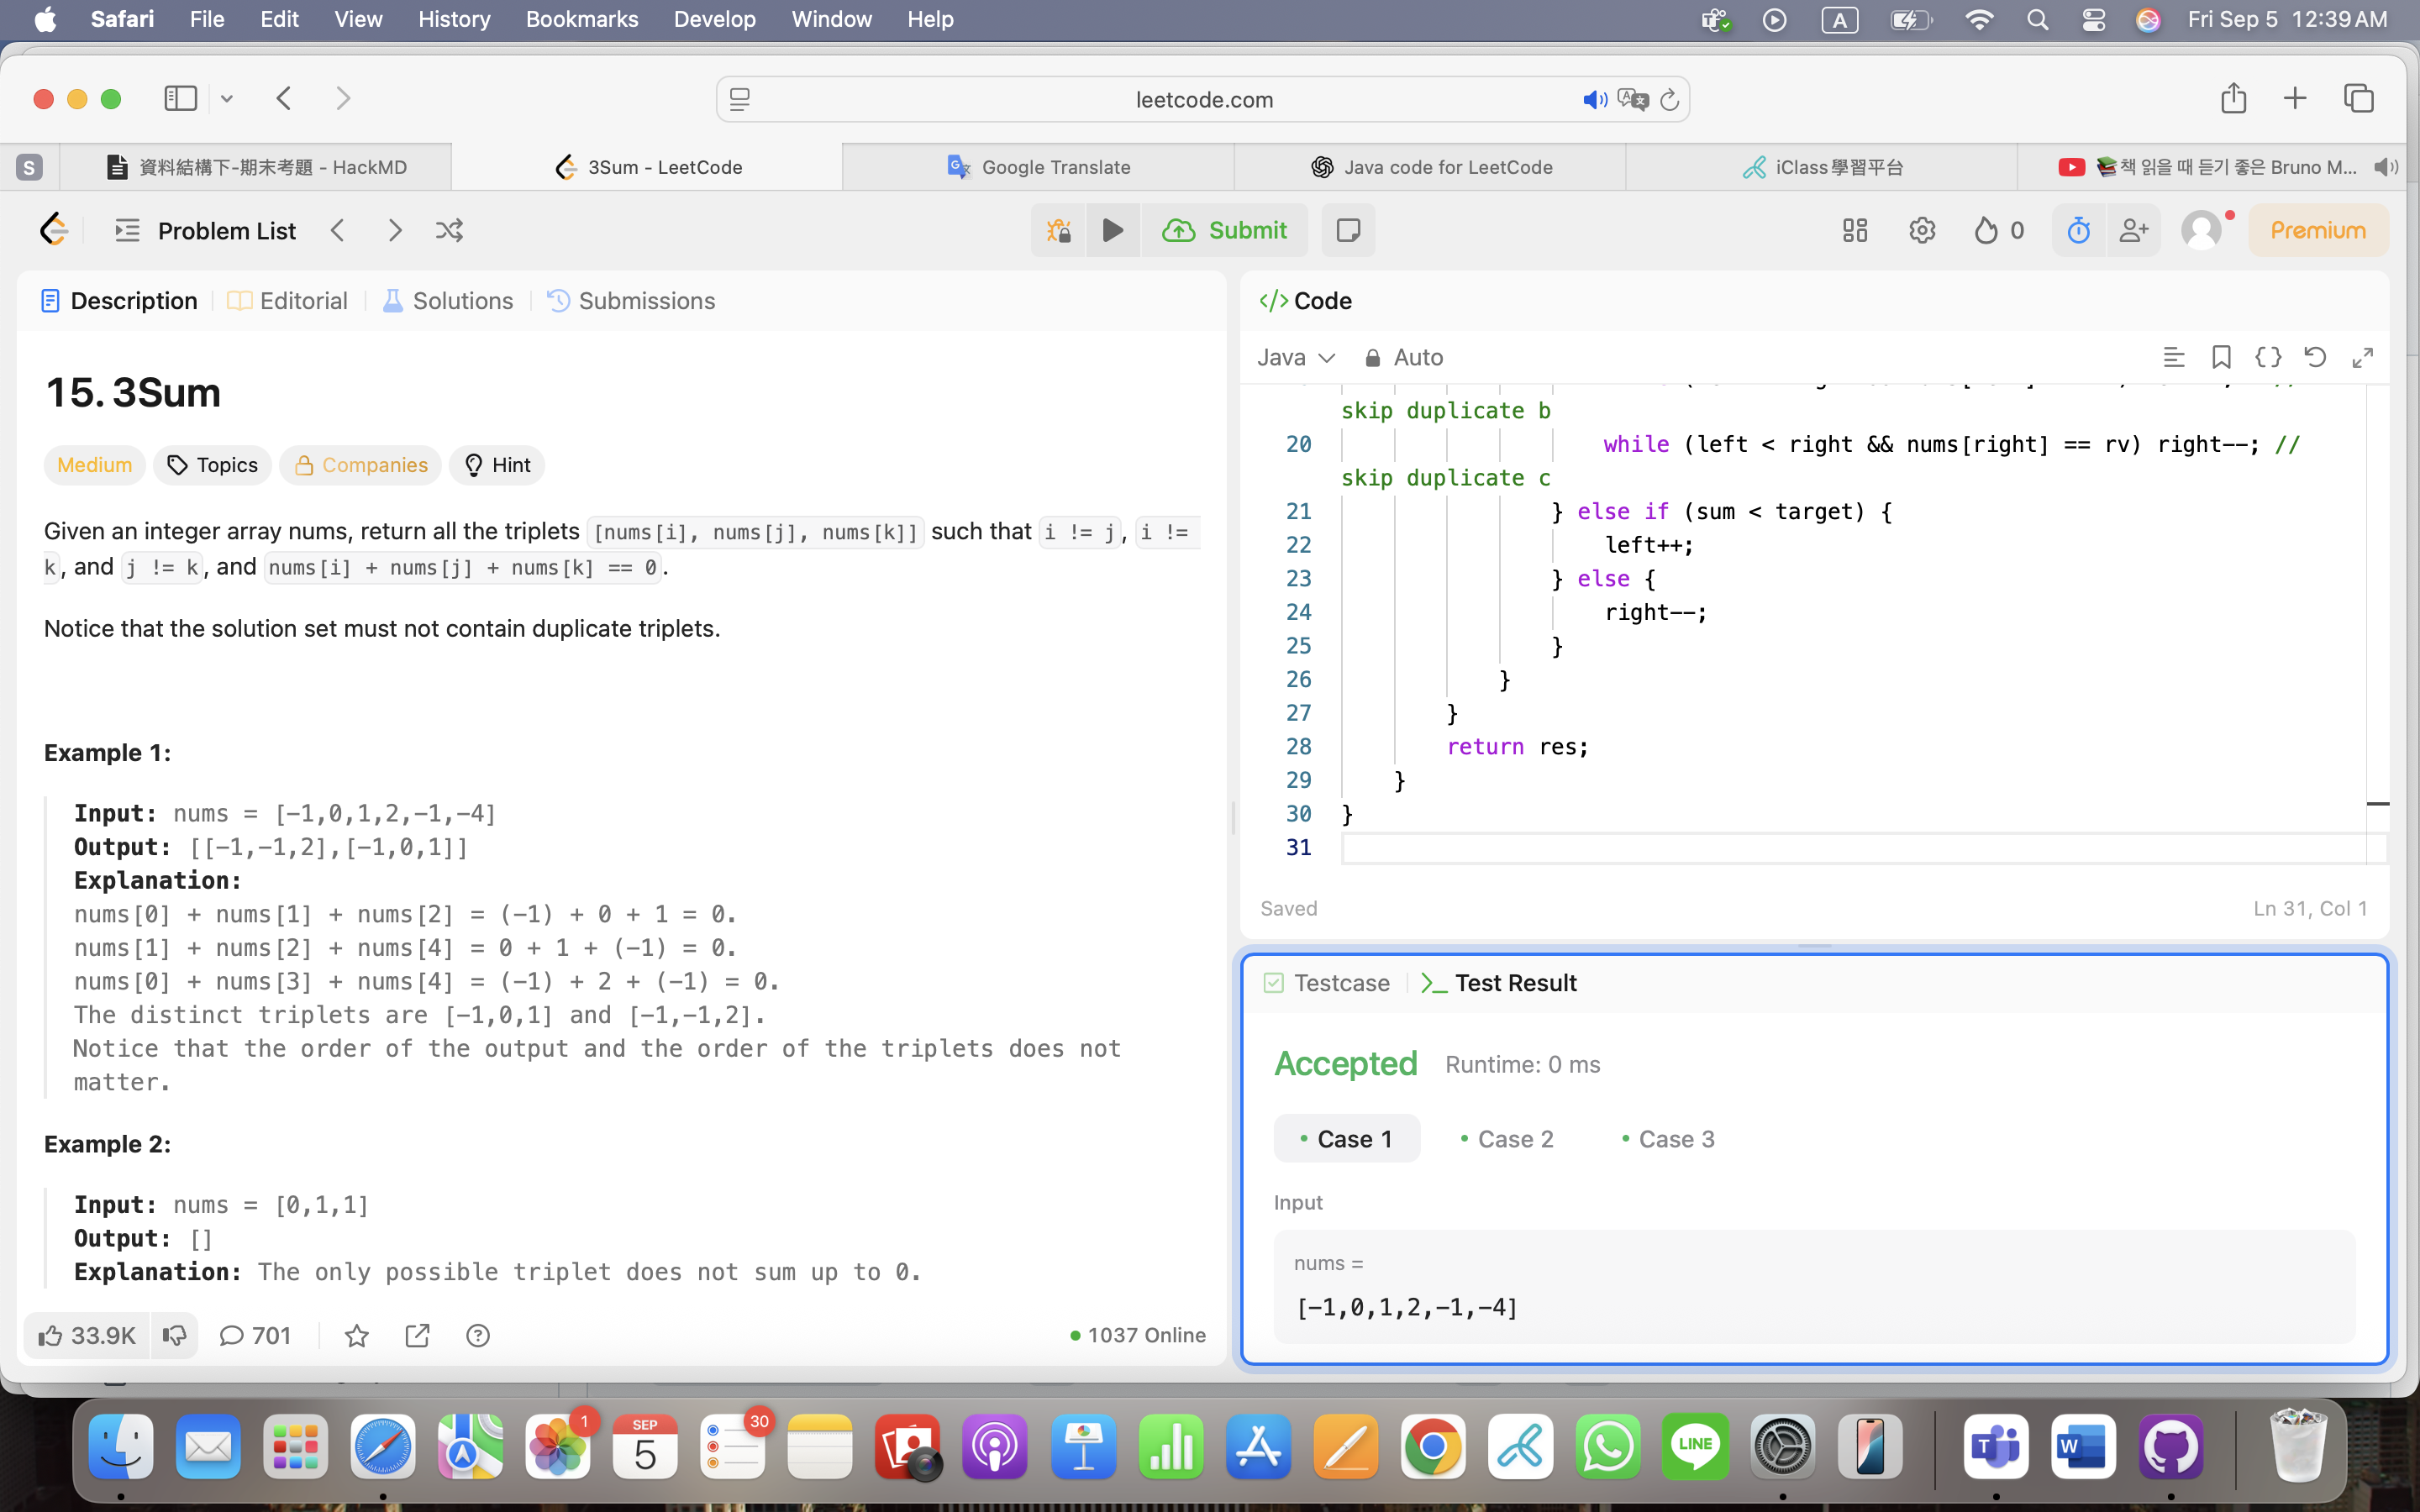 Safari File Edit View History Bookmarks Develop Window Help A Fri Sep 5 12:39 AM
leetcode.com
S 資料結構下-期末考題 - HackMD 3Sum - LeetCode Google Translate Java code for LeetCode iClass學習平台 📚책 읽을 때 듣기 좋은 Bruno M...
Problem List Submit 0 Premium
Description Editorial Solutions Submissions
15. 3Sum
Medium Topics Companies Hint
Given an integer array nums, return all the triplets [nums[i], nums[j], nums[k]] such that i != j, i !=
k, and j != k, and nums[i] + nums[j] + nums[k] == 0.
Notice that the solution set must not contain duplicate triplets.
Example 1:
Input: nums = [-1,0,1,2,-1,-4]
Output: [[-1,-1,2],[-1,0,1]]
Explanation:
nums[0] + nums[1] + nums[2] = (-1) + 0 + 1 = 0.
nums[1] + nums[2] + nums[4] = 0 + 1 + (-1) = 0.
nums[0] + nums[3] + nums[4] = (-1) + 2 + (-1) = 0.
The distinct triplets are [-1,0,1] and [-1,-1,2].
Notice that the order of the output and the order of the triplets does not
matter.
Example 2:
Input: nums = [0,1,1]
Output: []
Explanation: The only possible triplet does not sum up to 0.
33.9K 701 1037 Online
Code
Java Auto
skip duplicate b
20 while (left < right && nums[right] == rv) right--; //
skip duplicate c
21 } else if (sum < target) {
22 left++;
23 } else {
24 right--;
25 }
26 }
27 }
28 return res;
29 }
30 }
31
Saved Ln 31, Col 1
Testcase Test Result
Accepted Runtime: 0 ms
Case 1 Case 2 Case 3
Input
nums =
[-1,0,1,2,-1,-4]
1 SEP 5 30 LINE T W